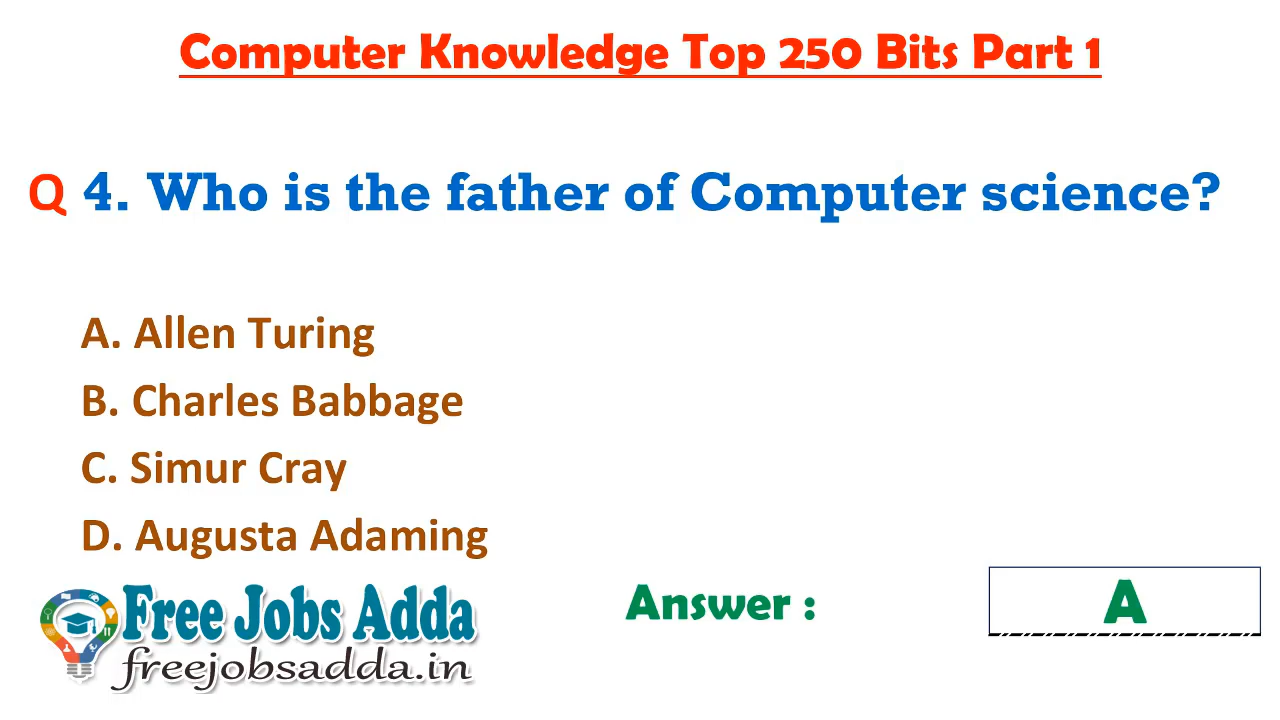 Computer Knowledge Top 250 Bits Part 1
Q 4. Who is the father of Computer science?
A. Allen Turing
B. Charles Babbage
C. Simur Cray
D. Augusta Adaming
Free Jobs Adda
freejobsadda.in
Answer :
A